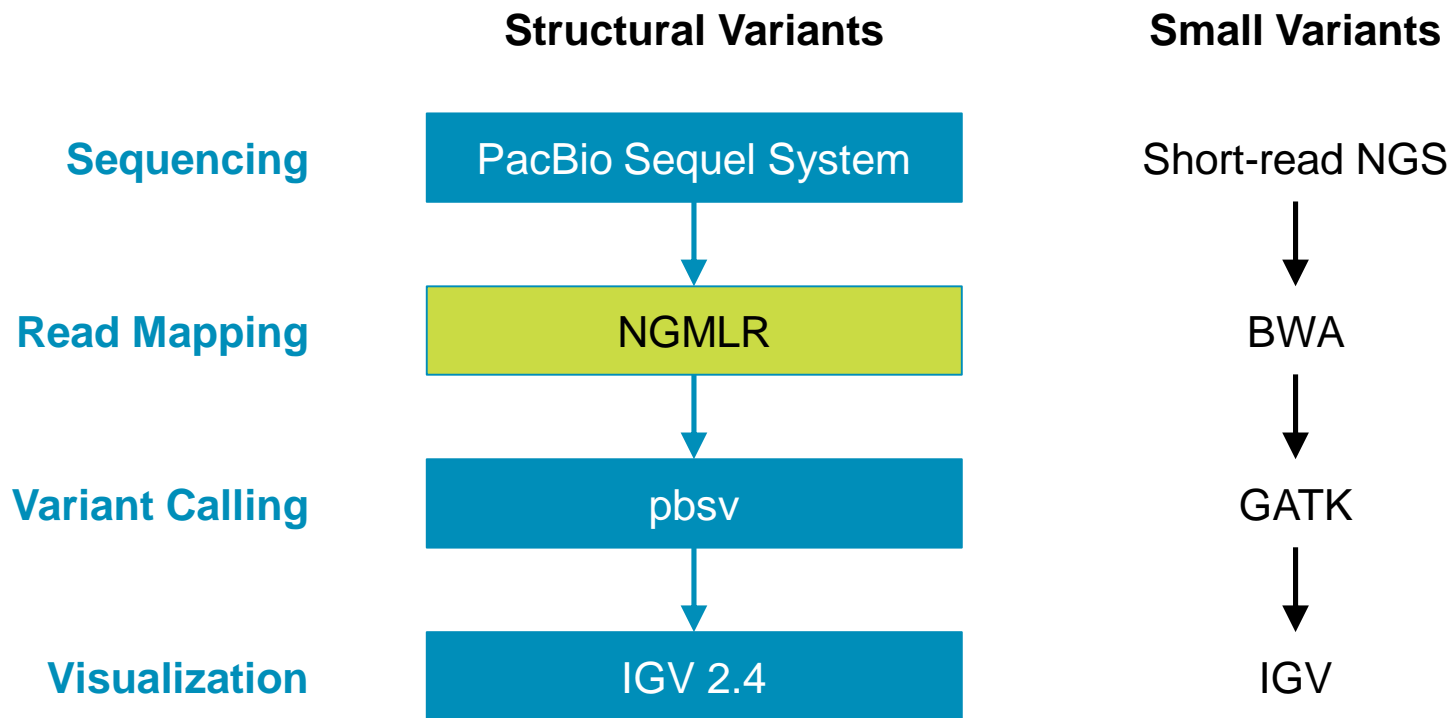 Structural Variants Small Variants
Sequencing PacBio Sequel System Short-read NGS
Read Mapping NGMLR BWA
Variant Calling pbsv GATK
Visualization IGV 2.4 IGV